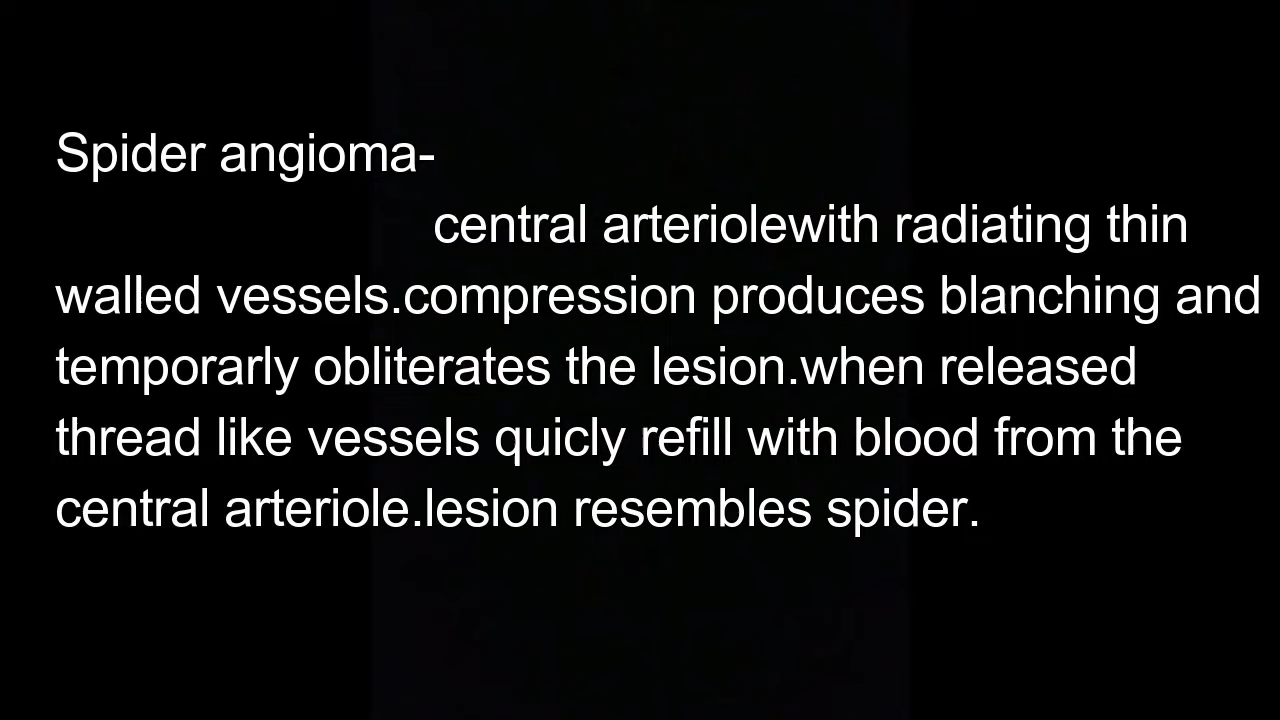 Spider angioma-
central arteriolewith radiating thin
walled vessels.compression produces blanching and
temporarly obliterates the lesion.when released
thread like vessels quicly refill with blood from the
central arteriole.lesion resembles spider.